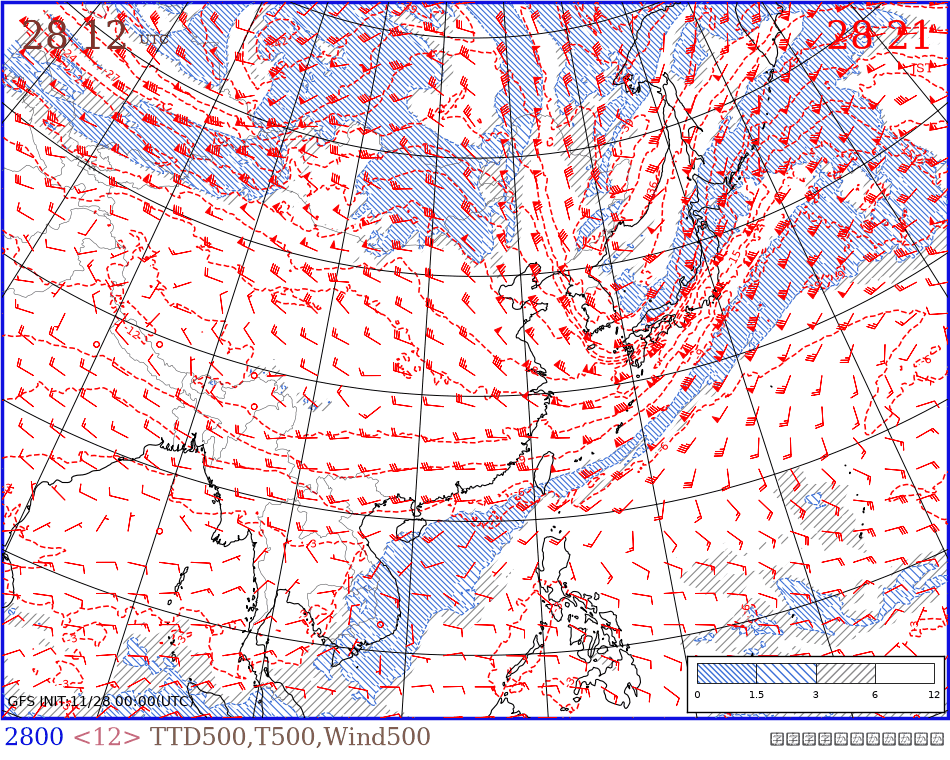 28 12 UTC 28 21
JST
GFS INIT:11/28 00:00(UTC)
0 1.5 3 6 12
2800 <12> TTD500,T500,Wind500